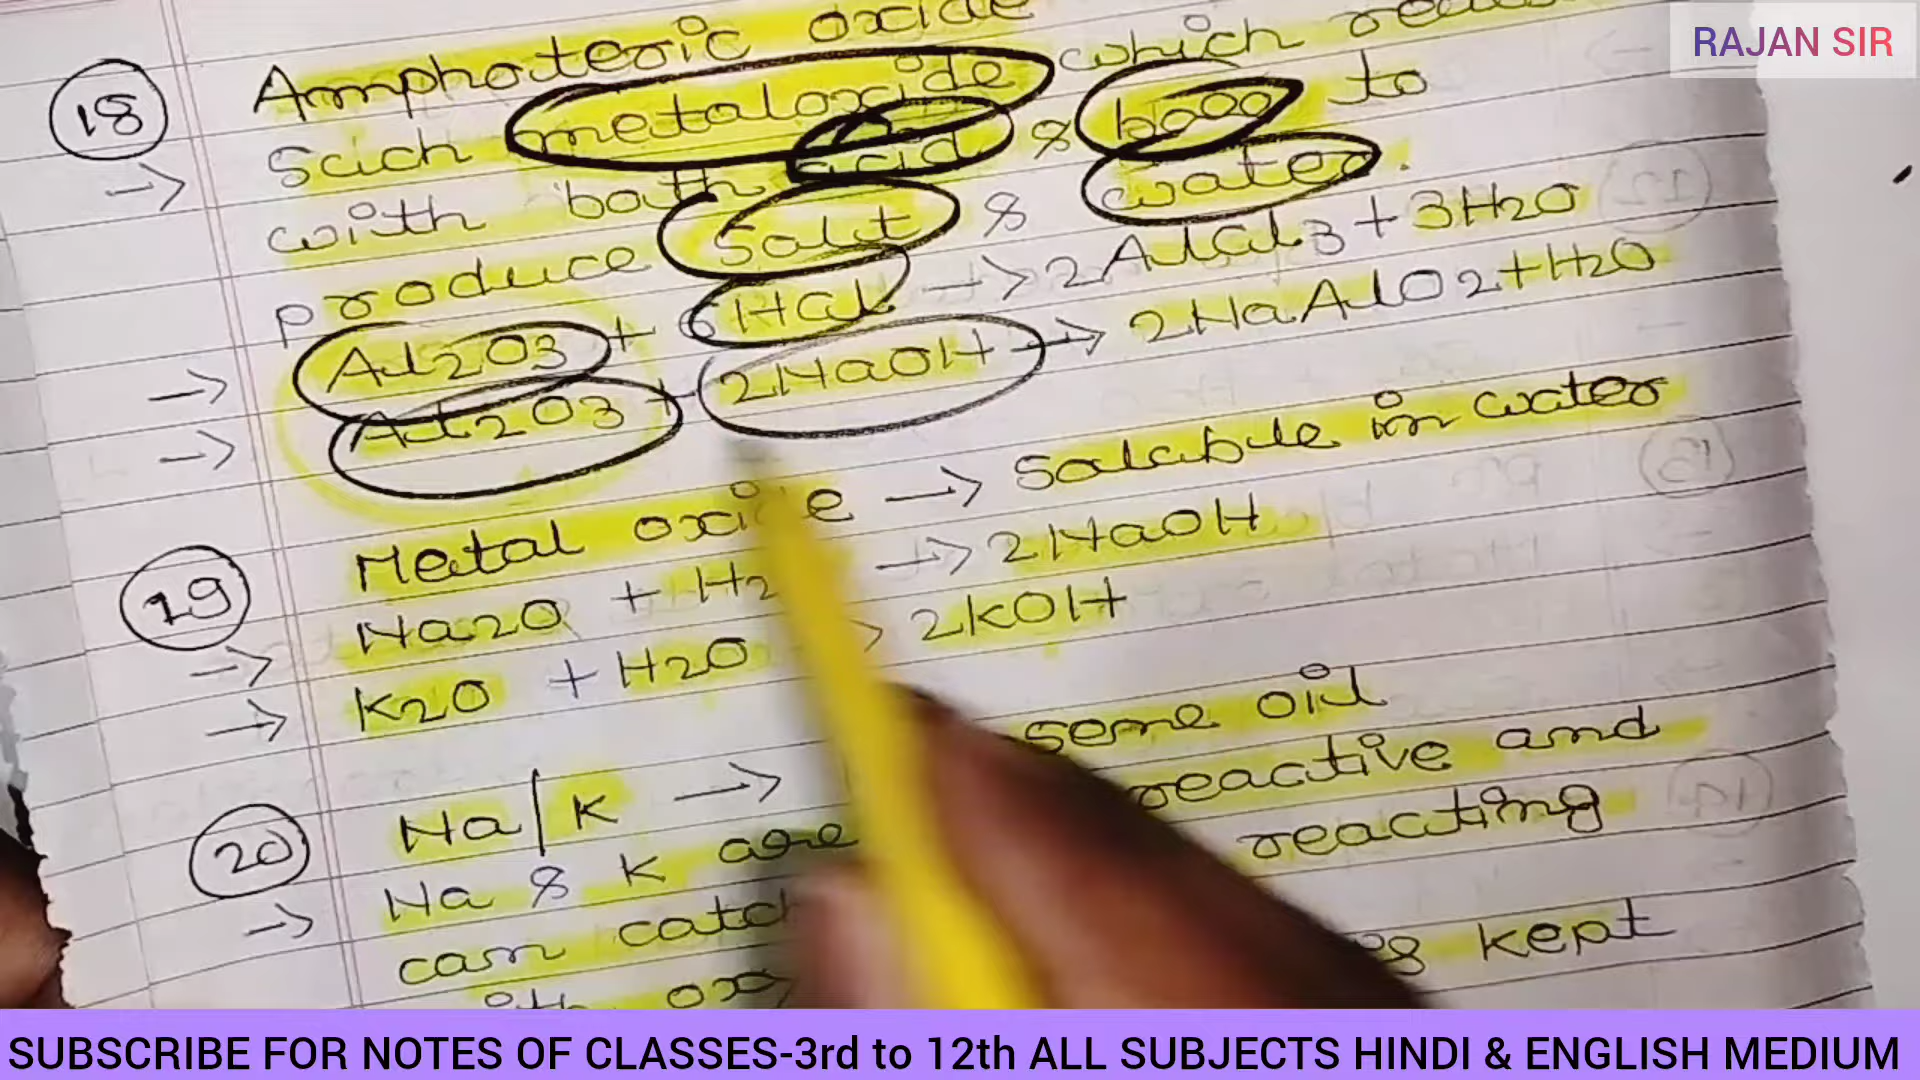 RAJAN SIR
18 Amphoteric oxide
→ Such metaloxide which
with both acid & base to
produce salt & water.
→ Al2O3 + 6HCl → 2AlCl3 + 3H2O
→ Al2O3 + 2NaOH → 2NaAlO2 + H2O
19 Metal oxide → Soluble in water
→ Na2O + H2 → 2NaOH
→ K2O + H2O → 2KOH
20 Na/K → sene oil
→ Na & K are reactive and
can catch reacting
kept
SUBSCRIBE FOR NOTES OF CLASSES-3rd to 12th ALL SUBJECTS HINDI & ENGLISH MEDIUM